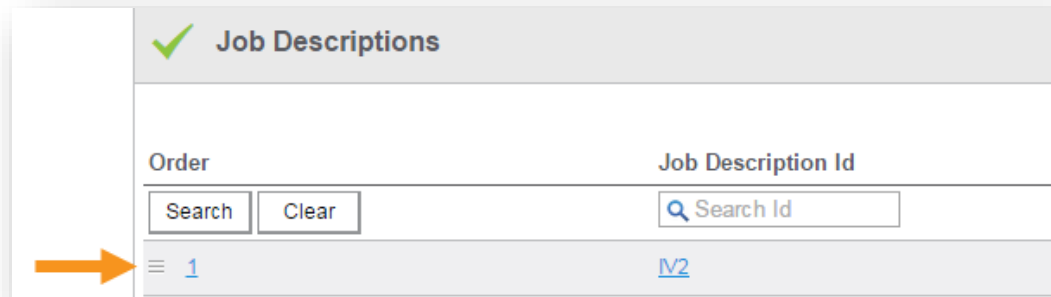 Job Descriptions
Order Job Description Id
Search Clear Search Id
1 IV2